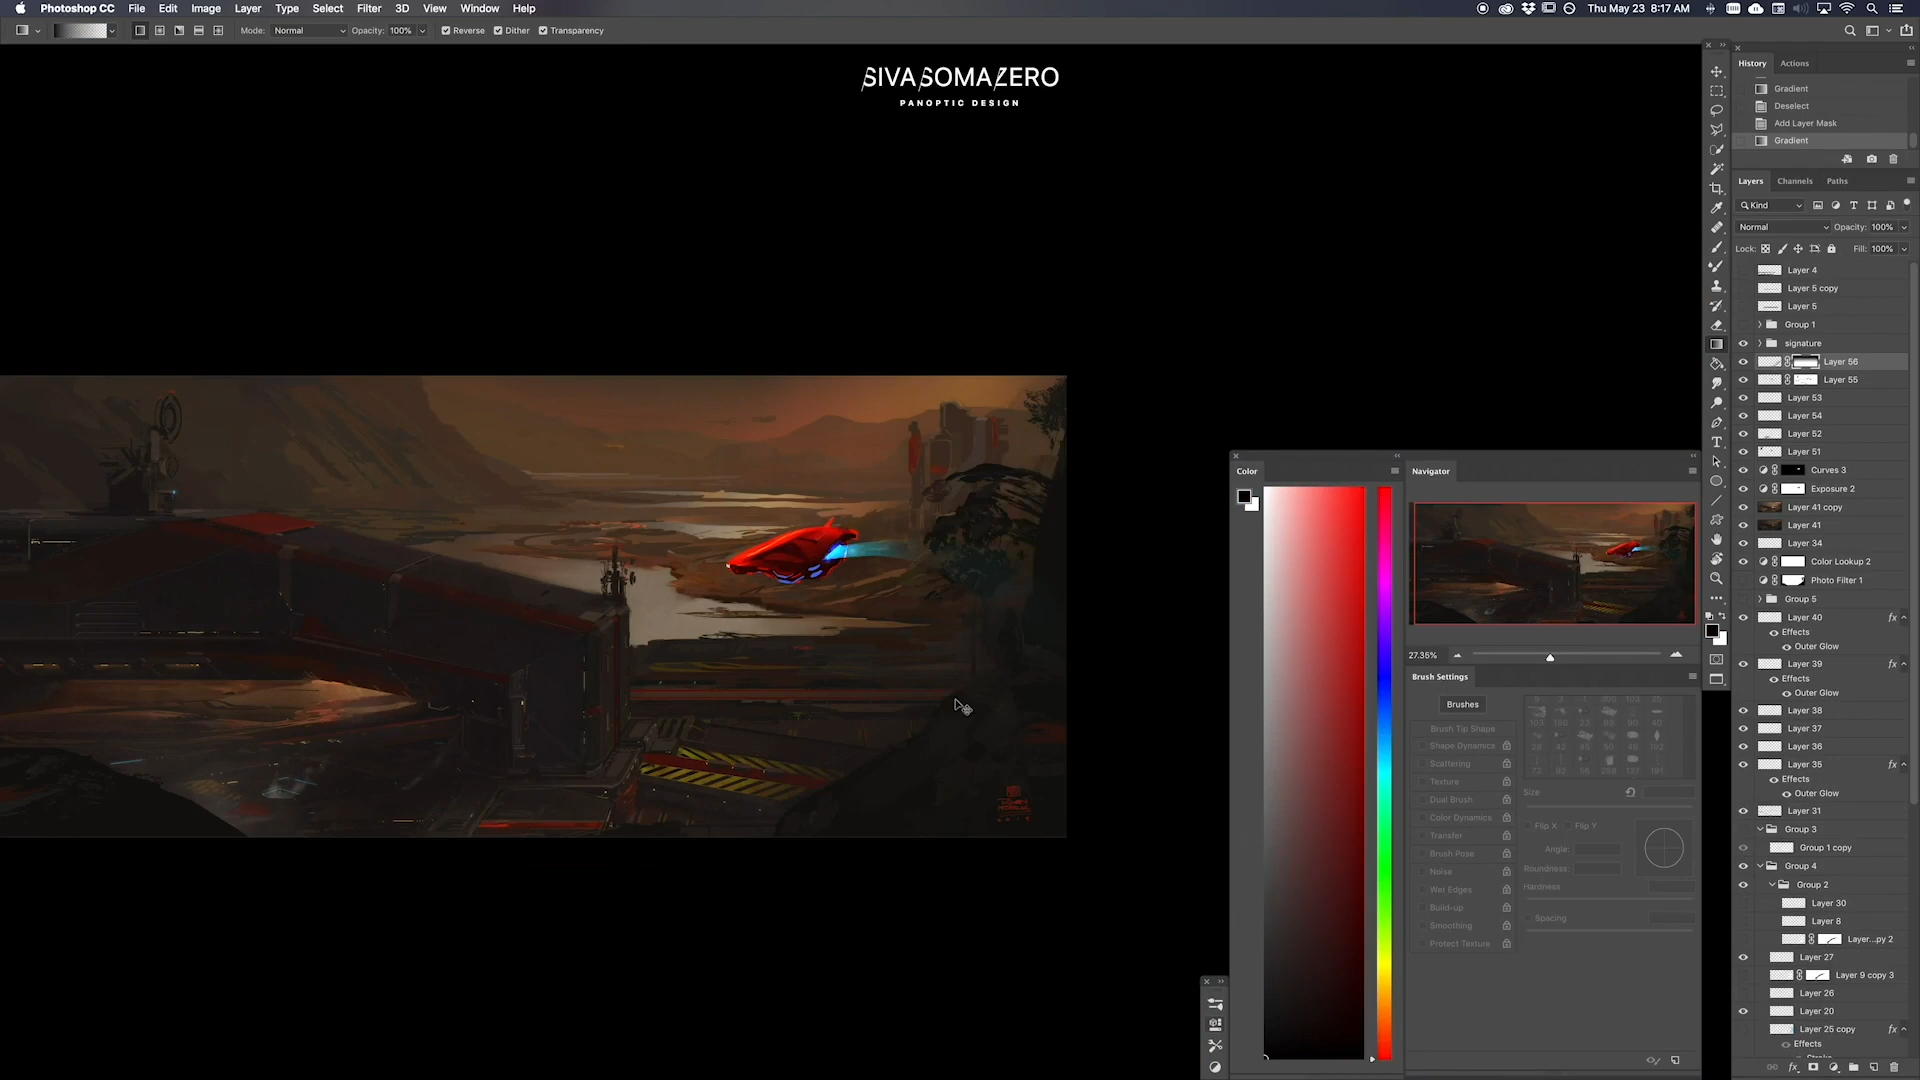 Photoshop CC File Edit Image Layer Type Select Filter 3D View Window Help Thu May 23 8:17 AM
Mode: Normal Opacity: 100% Reverse Dither Transparency
SIVA SOMAZERO
PANOPTIC DESIGN
History Actions
Gradient
Deselect
Add Layer Mask
Gradient
Layers Channels Paths
Kind
Normal Opacity: 100%
Lock: Fill: 100%
Layer 4
Layer 5 copy
Layer 5
Group 1
signature
Layer 56
Layer 55
Layer 53
Layer 54
Layer 52
Layer 51
Curves 3
Exposure 2
Layer 41 copy
Layer 41
Layer 34
Color Lookup 2
Photo Filter 1
Group 5
Layer 40 fx
Effects
Outer Glow
Layer 39 fx
Effects
Outer Glow
Layer 38
Layer 37
Layer 36
Layer 35 fx
Effects
Outer Glow
Layer 31
Group 3
Group 1 copy
Group 4
Group 2
Layer 30
Layer 8
Layer...py 2
Layer 27
Layer 9 copy 3
Layer 26
Layer 20
Layer 25 copy fx
Effects
Color
Navigator
27.35%
Brush Settings
Brushes
Brush Tip Shape
Shape Dynamics
Scattering
Texture
Dual Brush
Color Dynamics
Transfer
Brush Pose
Noise
Wet Edges
Build-up
Smoothing
Protect Texture
Size
Flip X Flip Y
Angle:
Roundness:
Hardness
Spacing